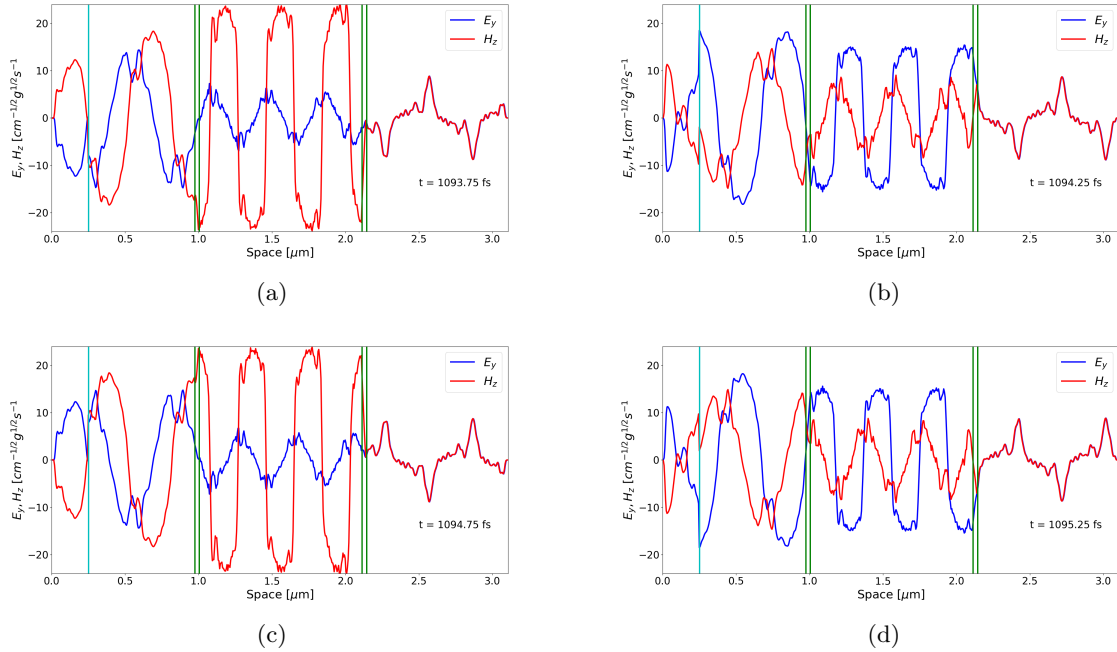 E_y, H_z [cm^{-1/2}g^{1/2}s^{-1}]
20
10
0
−10
−20
E_y
H_z
t = 1093.75 fs
0.0 0.5 1.0 1.5 2.0 2.5 3.0
Space [μm]
(a)
E_y, H_z [cm^{-1/2}g^{1/2}s^{-1}]
20
10
0
−10
−20
E_y
H_z
t = 1094.25 fs
0.0 0.5 1.0 1.5 2.0 2.5 3.0
Space [μm]
(b)
E_y, H_z [cm^{-1/2}g^{1/2}s^{-1}]
20
10
0
−10
−20
E_y
H_z
t = 1094.75 fs
0.0 0.5 1.0 1.5 2.0 2.5 3.0
Space [μm]
(c)
E_y, H_z [cm^{-1/2}g^{1/2}s^{-1}]
20
10
0
−10
−20
E_y
H_z
t = 1095.25 fs
0.0 0.5 1.0 1.5 2.0 2.5 3.0
Space [μm]
(d)